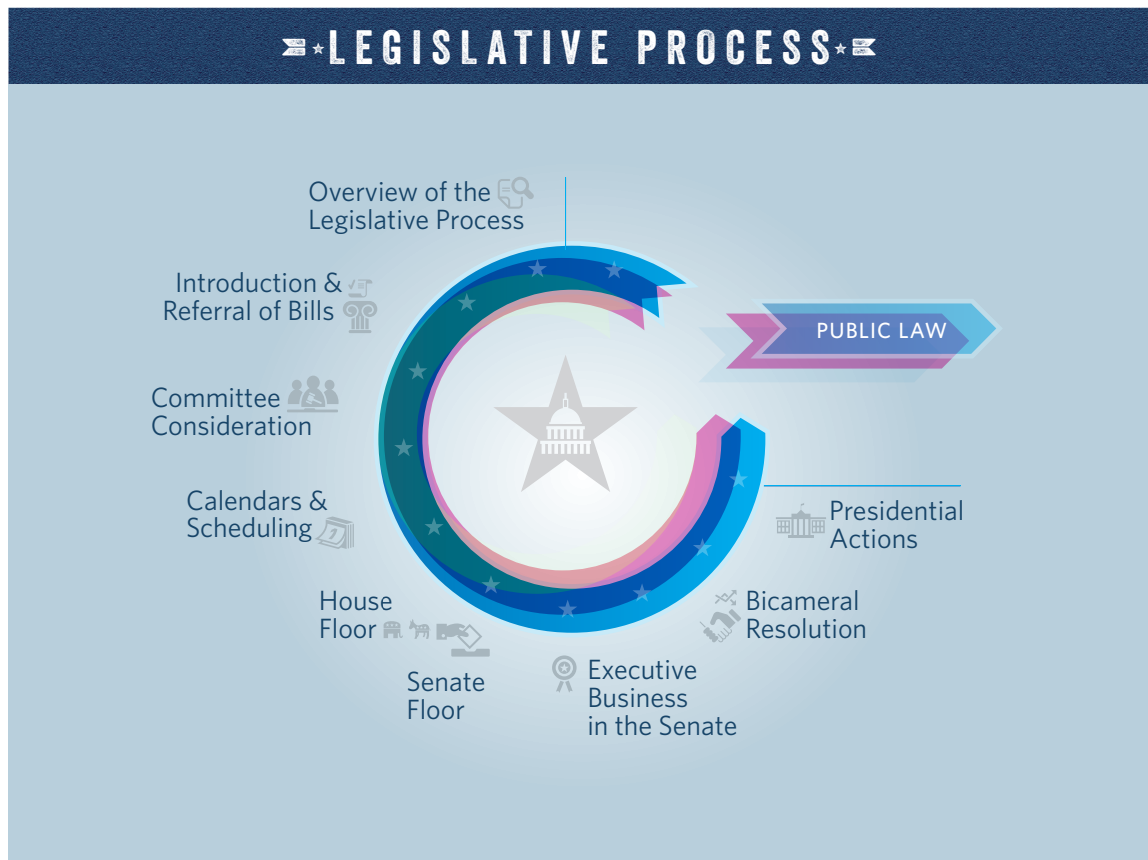 LEGISLATIVE PROCESS
Overview of the
Legislative Process
Introduction &
Referral of Bills
Committee
Consideration
Calendars &
Scheduling
1
House
Floor
Senate
Floor
Executive
Business
in the Senate
Bicameral
Resolution
Presidential
Actions
PUBLIC LAW